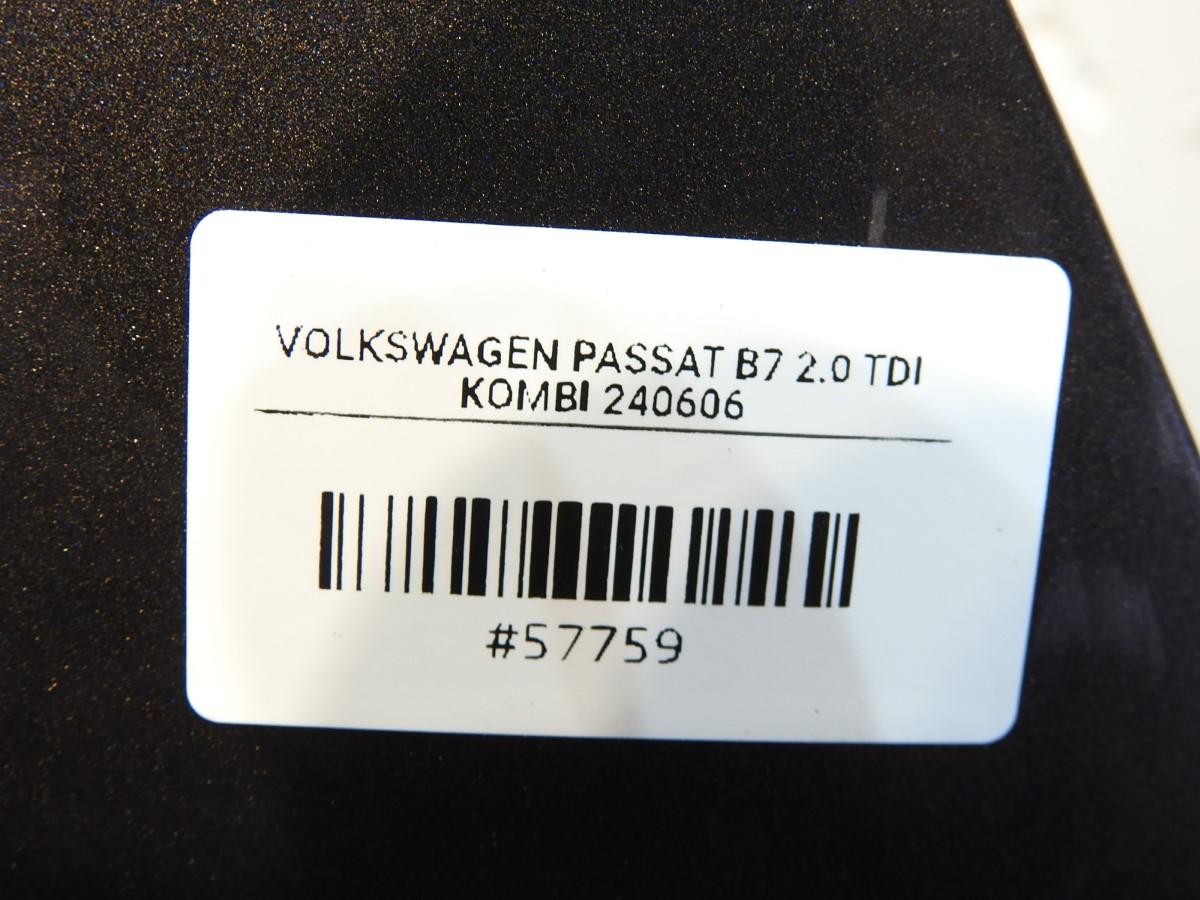 VOLKSWAGEN PASSAT B7 2.0 TDI
KOMBI 240606
#57759